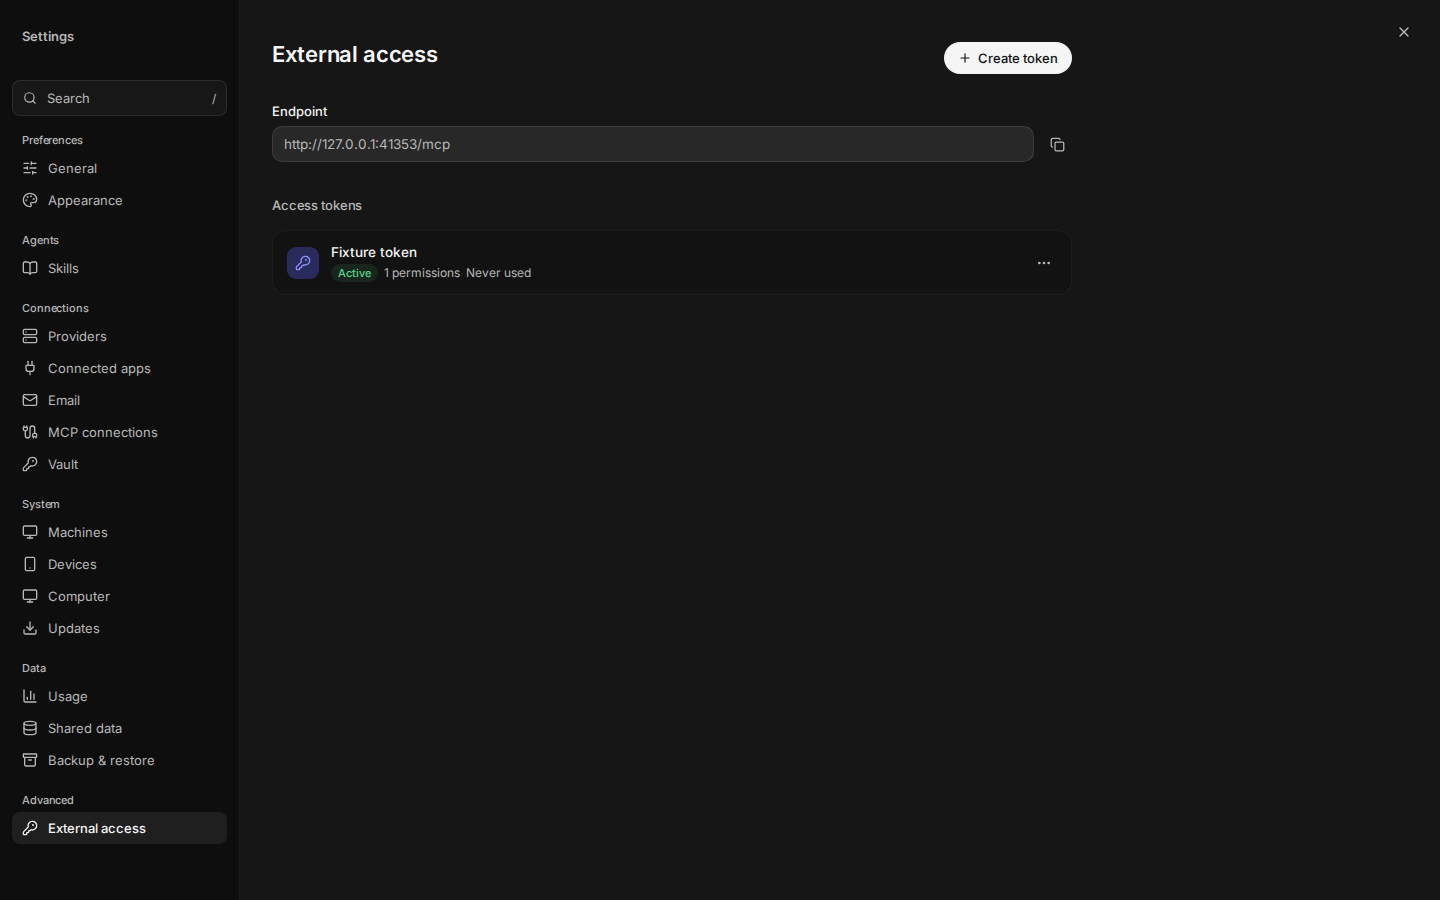 Settings
Search /
Preferences
General
Appearance
Agents
Skills
Connections
Providers
Connected apps
Email
MCP connections
Vault
System
Machines
Devices
Computer
Updates
Data
Usage
Shared data
Backup & restore
Advanced
External access
External access
Create token
Endpoint
http://127.0.0.1:41353/mcp
Access tokens
Fixture token
Active 1 permissions Never used